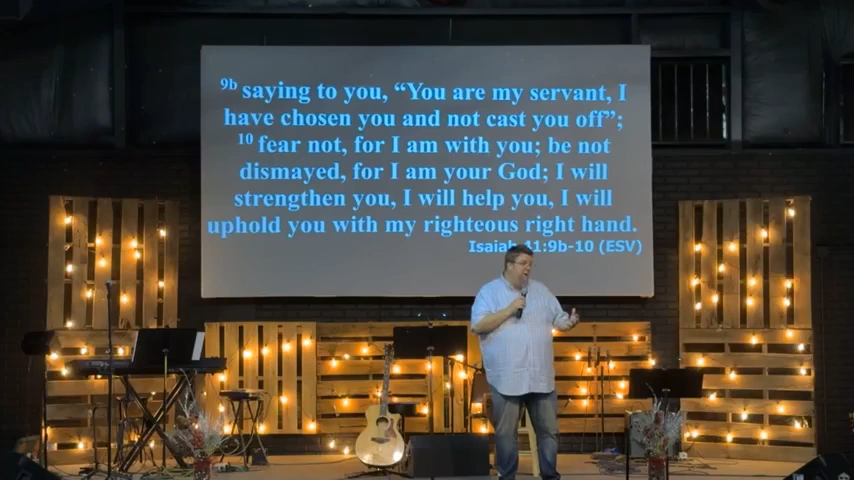 9b saying to you, “You are my servant, I
have chosen you and not cast you off”;
10 fear not, for I am with you; be not
dismayed, for I am your God; I will
strengthen you, I will help you, I will
uphold you with my righteous right hand.
Isaiah 1:9b-10 (ESV)